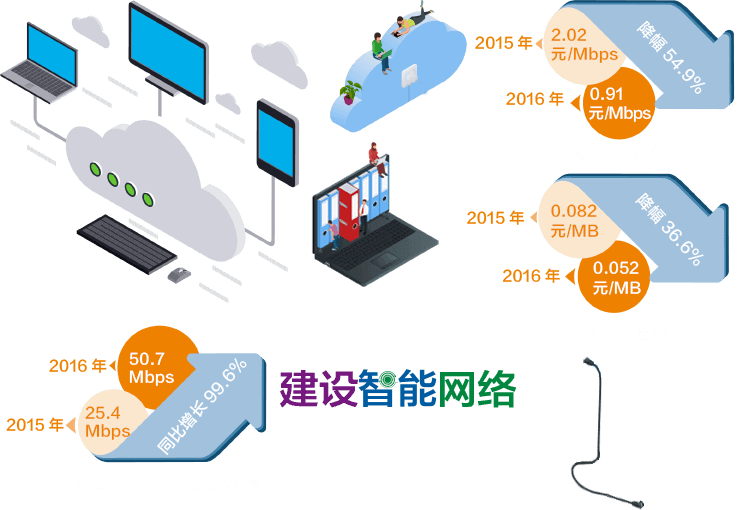 2015 年
2.02
元/Mbps
降幅 54.9%
2016 年
0.91
元/Mbps
2015 年
0.082
元/MB
降幅 36.6%
2016 年
0.052
元/MB
2016 年
50.7
Mbps
2015 年
25.4
Mbps
同比增长 99.6%
建设智能网络